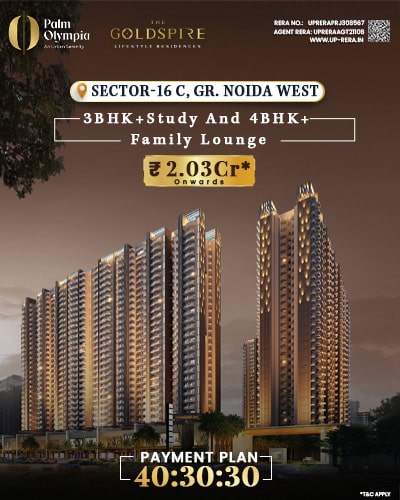 Palm
Olympia
An Urban Serenity
THE
GOLDSPIRE
LIFESTYLE RESIDENCES
RERA NO.: UPRERAPRJ308567
AGENT RERA: UPRERAAGT21108
WWW.UP-RERA.IN
SECTOR-16 C, GR. NOIDA WEST
3BHK+Study And 4BHK+
Family Lounge
₹ 2.03Cr*
Onwards
PAYMENT PLAN
40:30:30
*T&C APPLY